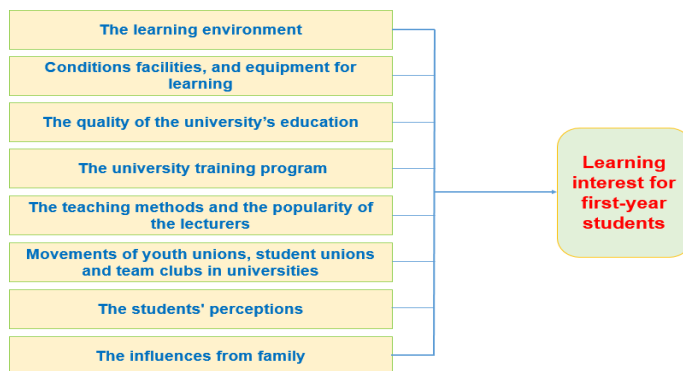 The learning environment
Conditions facilities, and equipment for
learning
The quality of the university's education
The university training program
The teaching methods and the popularity of
the lecturers
Movements of youth unions, student unions
and team clubs in universities
The students' perceptions
The influences from family
Learning
interest for
first-year
students